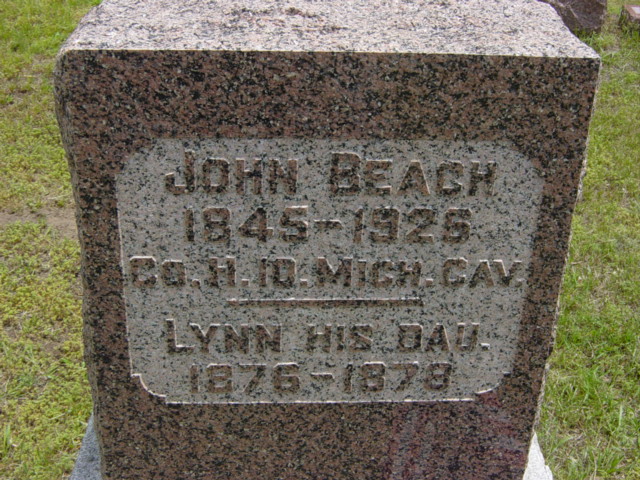 JOHN BEACH
1845-1926
CO. H. 10. MICH. CAV.
LYNN HIS DAU.
1876-1878